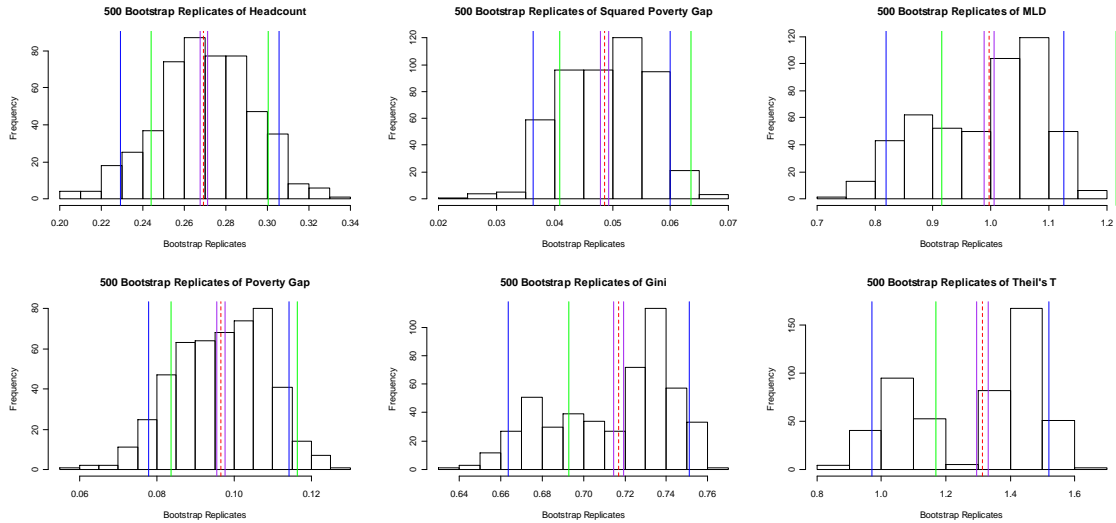 500 Bootstrap Replicates of Headcount
Frequency
0 20 40 60 80
0.20 0.22 0.24 0.26 0.28 0.30 0.32 0.34
Bootstrap Replicates
500 Bootstrap Replicates of Squared Poverty Gap
Frequency
0 20 40 60 80 100 120
0.02 0.03 0.04 0.05 0.06 0.07
Bootstrap Replicates
500 Bootstrap Replicates of MLD
Frequency
0 20 40 60 80 100 120
0.7 0.8 0.9 1.0 1.1 1.2
Bootstrap Replicates
500 Bootstrap Replicates of Poverty Gap
Frequency
0 20 40 60 80
0.06 0.08 0.10 0.12
Bootstrap Replicates
500 Bootstrap Replicates of Gini
Frequency
0 20 40 60 80 100
0.64 0.66 0.68 0.70 0.72 0.74 0.76
Bootstrap Replicates
500 Bootstrap Replicates of Theil's T
Frequency
0 50 100 150
0.8 1.0 1.2 1.4 1.6
Bootstrap Replicates